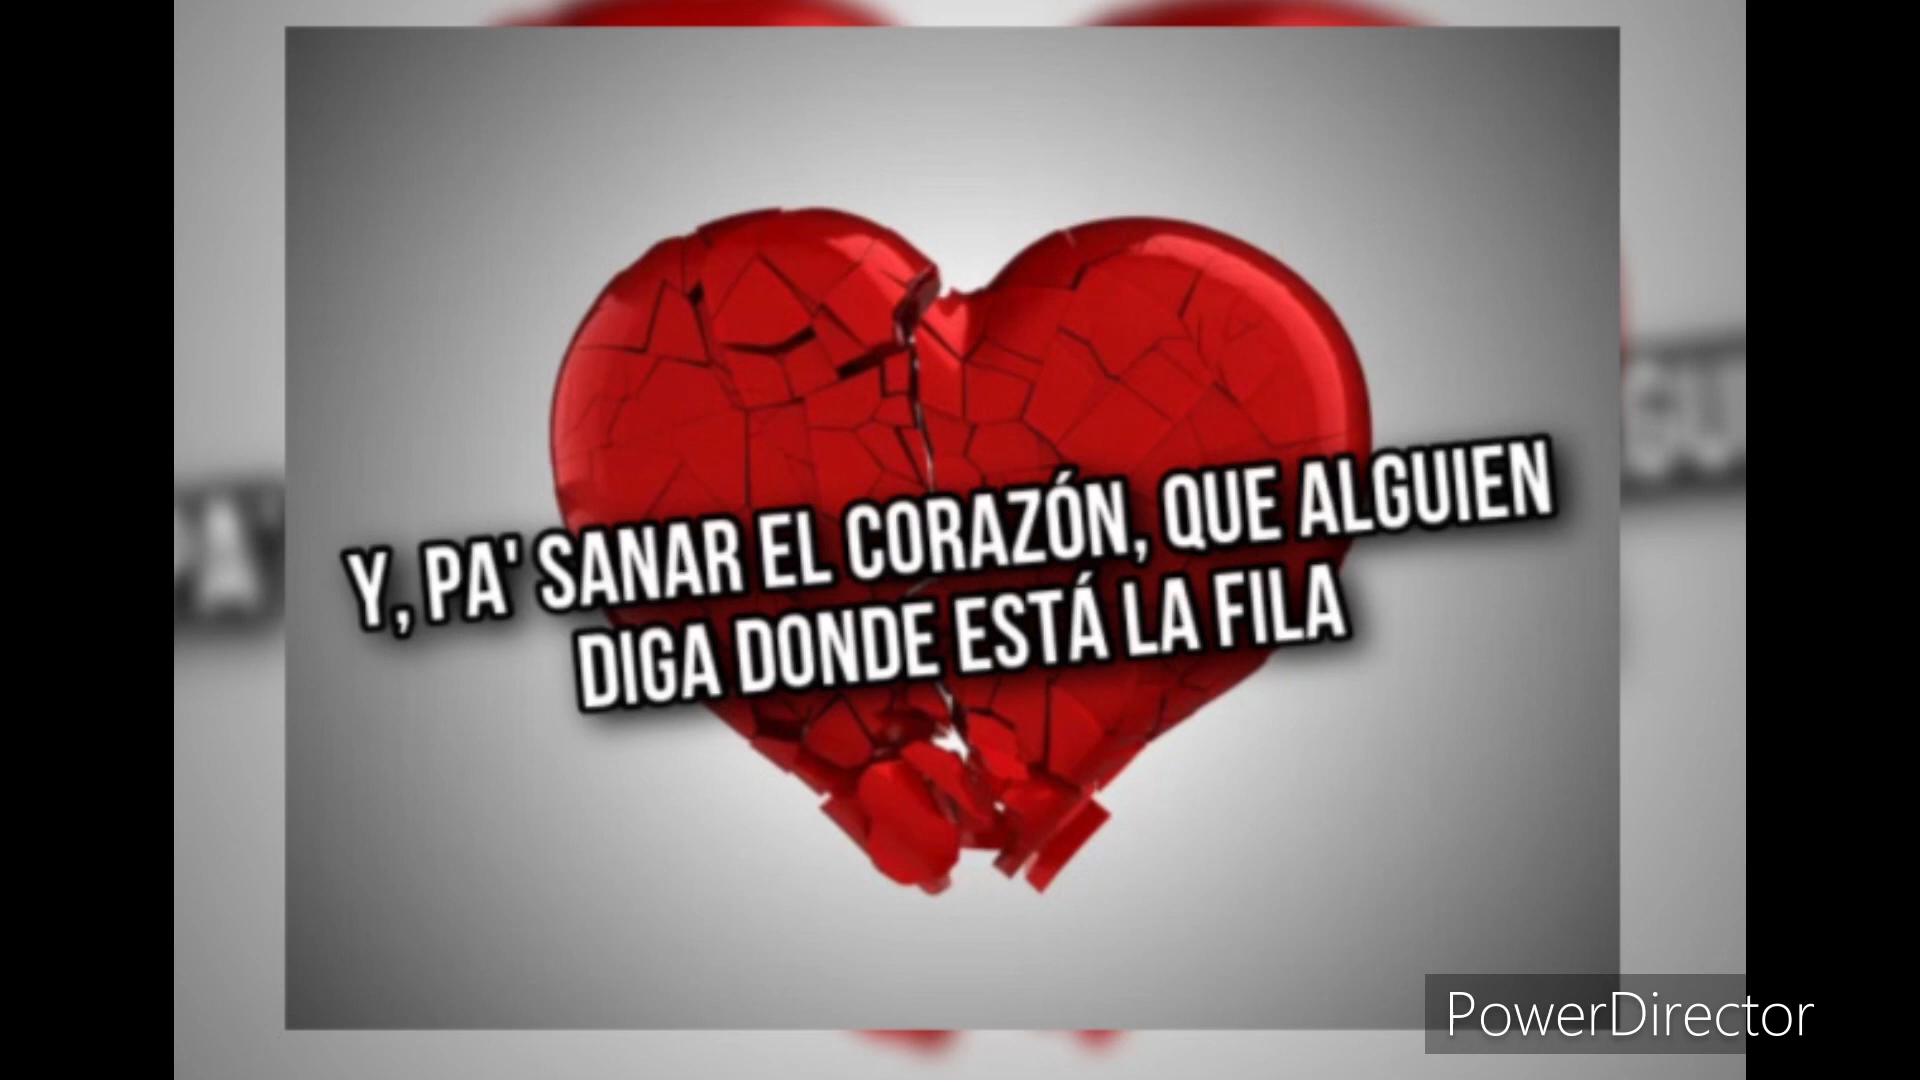 Y, PA' SANAR EL CORAZÓN, QUE ALGUIEN
DIGA DONDE ESTÁ LA FILA
PowerDirector